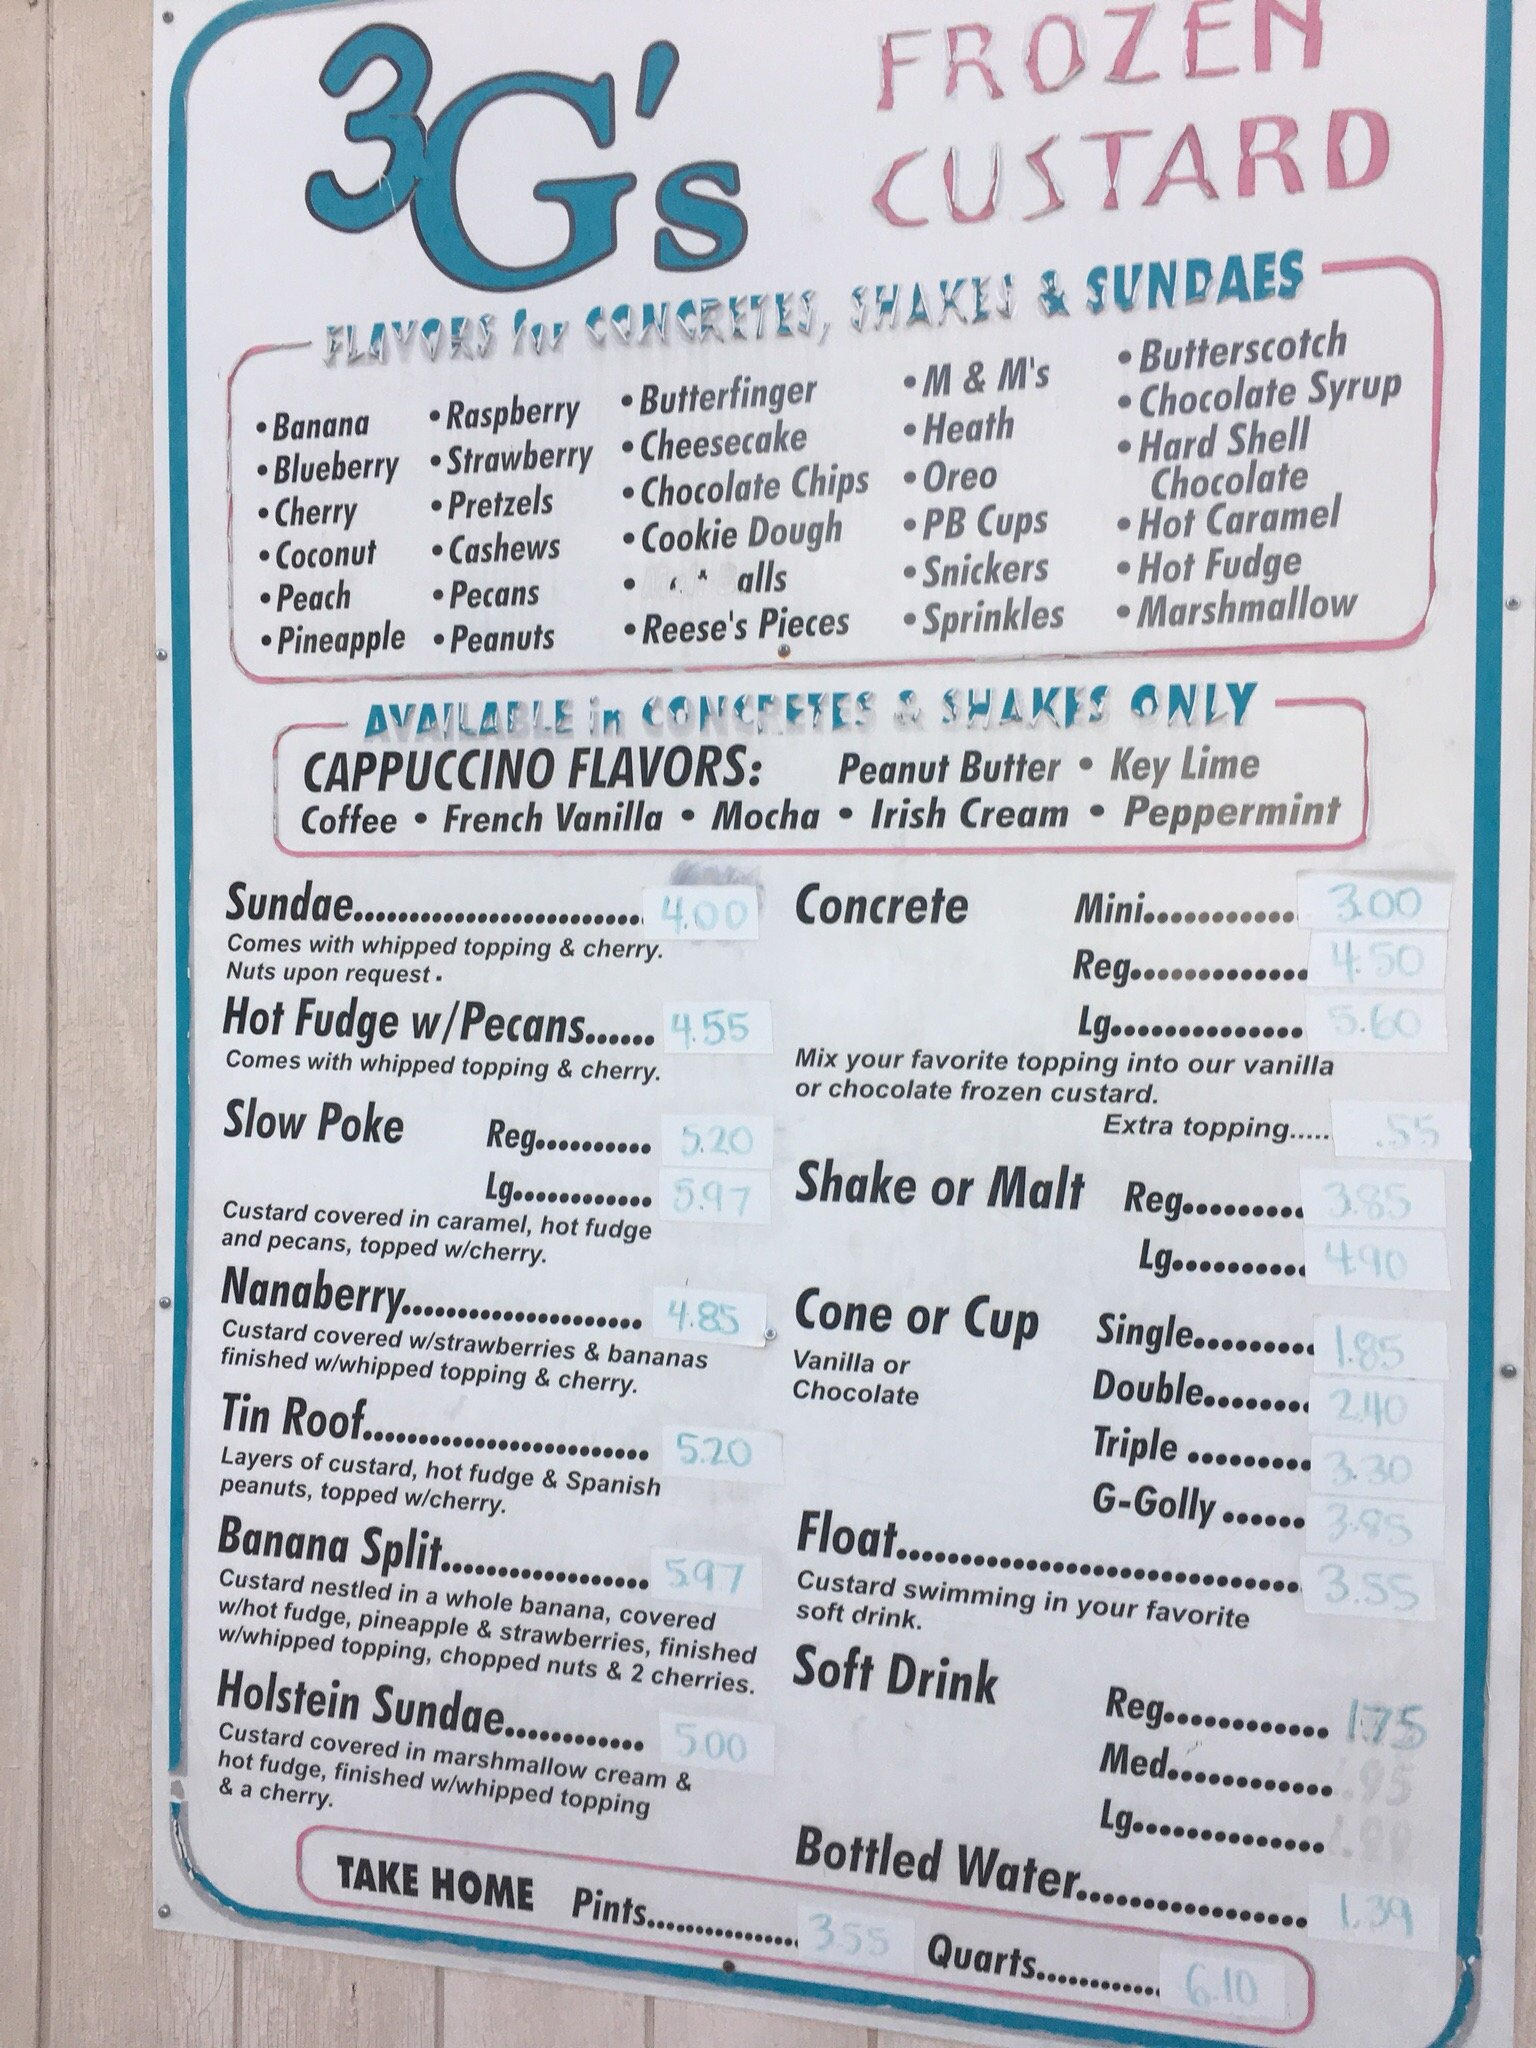 3G's
FROZEN
CUSTARD
FLAVORS for CONCRETES, SHAKES & SUNDAES
•Banana
•Blueberry
•Cherry
•Coconut
•Peach
•Pineapple
•Raspberry
•Strawberry
•Pretzels
•Cashews
•Pecans
•Peanuts
•Butterfinger
•Cheesecake
•Chocolate Chips
•Cookie Dough
• alls
•Reese's Pieces
•M & M's
•Heath
•Oreo
•PB Cups
•Snickers
•Sprinkles
•Butterscotch
•Chocolate Syrup
•Hard Shell
Chocolate
•Hot Caramel
•Hot Fudge
•Marshmallow
AVAILABLE in CONCRETES & SHAKES ONLY
CAPPUCCINO FLAVORS: Peanut Butter • Key Lime
Coffee • French Vanilla • Mocha • Irish Cream • Peppermint
Sundae............................ 4.00
Comes with whipped topping & cherry.
Nuts upon request.
Hot Fudge w/Pecans...... 4.55
Comes with whipped topping & cherry.
Slow Poke Reg.......... 5.20
Lg............ 5.97
Custard covered in caramel, hot fudge
and pecans, topped w/cherry.
Nanaberry...................... 4.85
Custard covered w/strawberries & bananas
finished w/whipped topping & cherry.
Tin Roof.......................... 5.20
Layers of custard, hot fudge & Spanish
peanuts, topped w/cherry.
Banana Split................... 5.97
Custard nestled in a whole banana, covered
w/hot fudge, pineapple & strawberries, finished
w/whipped topping, chopped nuts & 2 cherries.
Holstein Sundae............ 5.00
Custard covered in marshmallow cream &
hot fudge, finished w/whipped topping
& a cherry.
Concrete Mini............ 3.00
Reg............. 4.50
Lg.............. 5.60
Mix your favorite topping into our vanilla
or chocolate frozen custard.
Extra topping..... .55
Shake or Malt Reg......... 3.85
Lg.......... 4.90
Cone or Cup Single......... 1.85
Vanilla or
Chocolate
Double........ 2.40
Triple ......... 3.30
G-Golly ...... 3.85
Float...................................... 3.55
Custard swimming in your favorite
soft drink.
Soft Drink
Reg............ 1.75
Med............ .95
Lg..............
Bottled Water.................. 1.39
TAKE HOME Pints.............. 3.55 Quarts........... 6.10